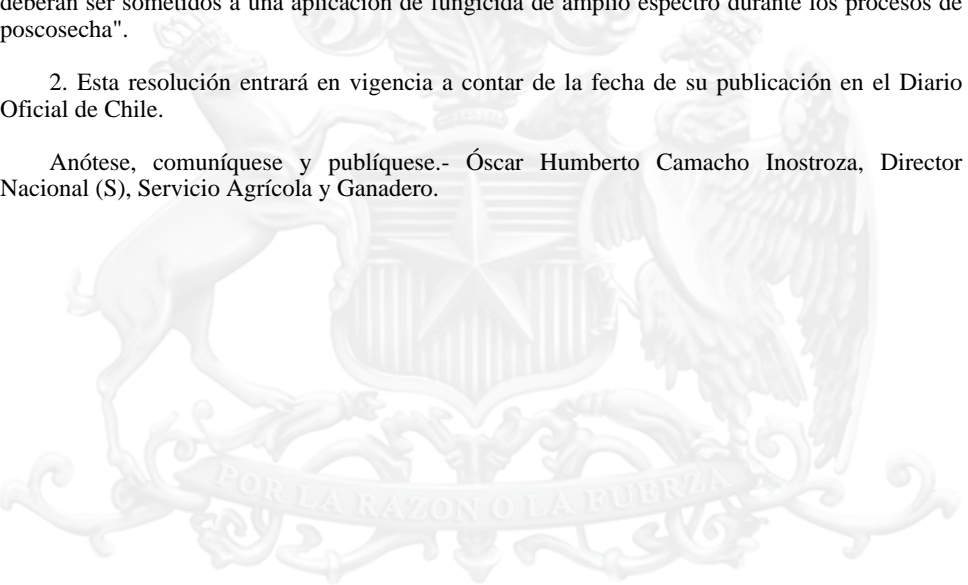 deberán ser sometidos a una aplicación de fungicida de amplio espectro durante los procesos de
poscosecha".
2. Esta resolución entrará en vigencia a contar de la fecha de su publicación en el Diario
Oficial de Chile.
Anótese, comuníquese y publíquese.- Óscar Humberto Camacho Inostroza, Director
Nacional (S), Servicio Agrícola y Ganadero.
POR LA RAZON O LA FUERZA